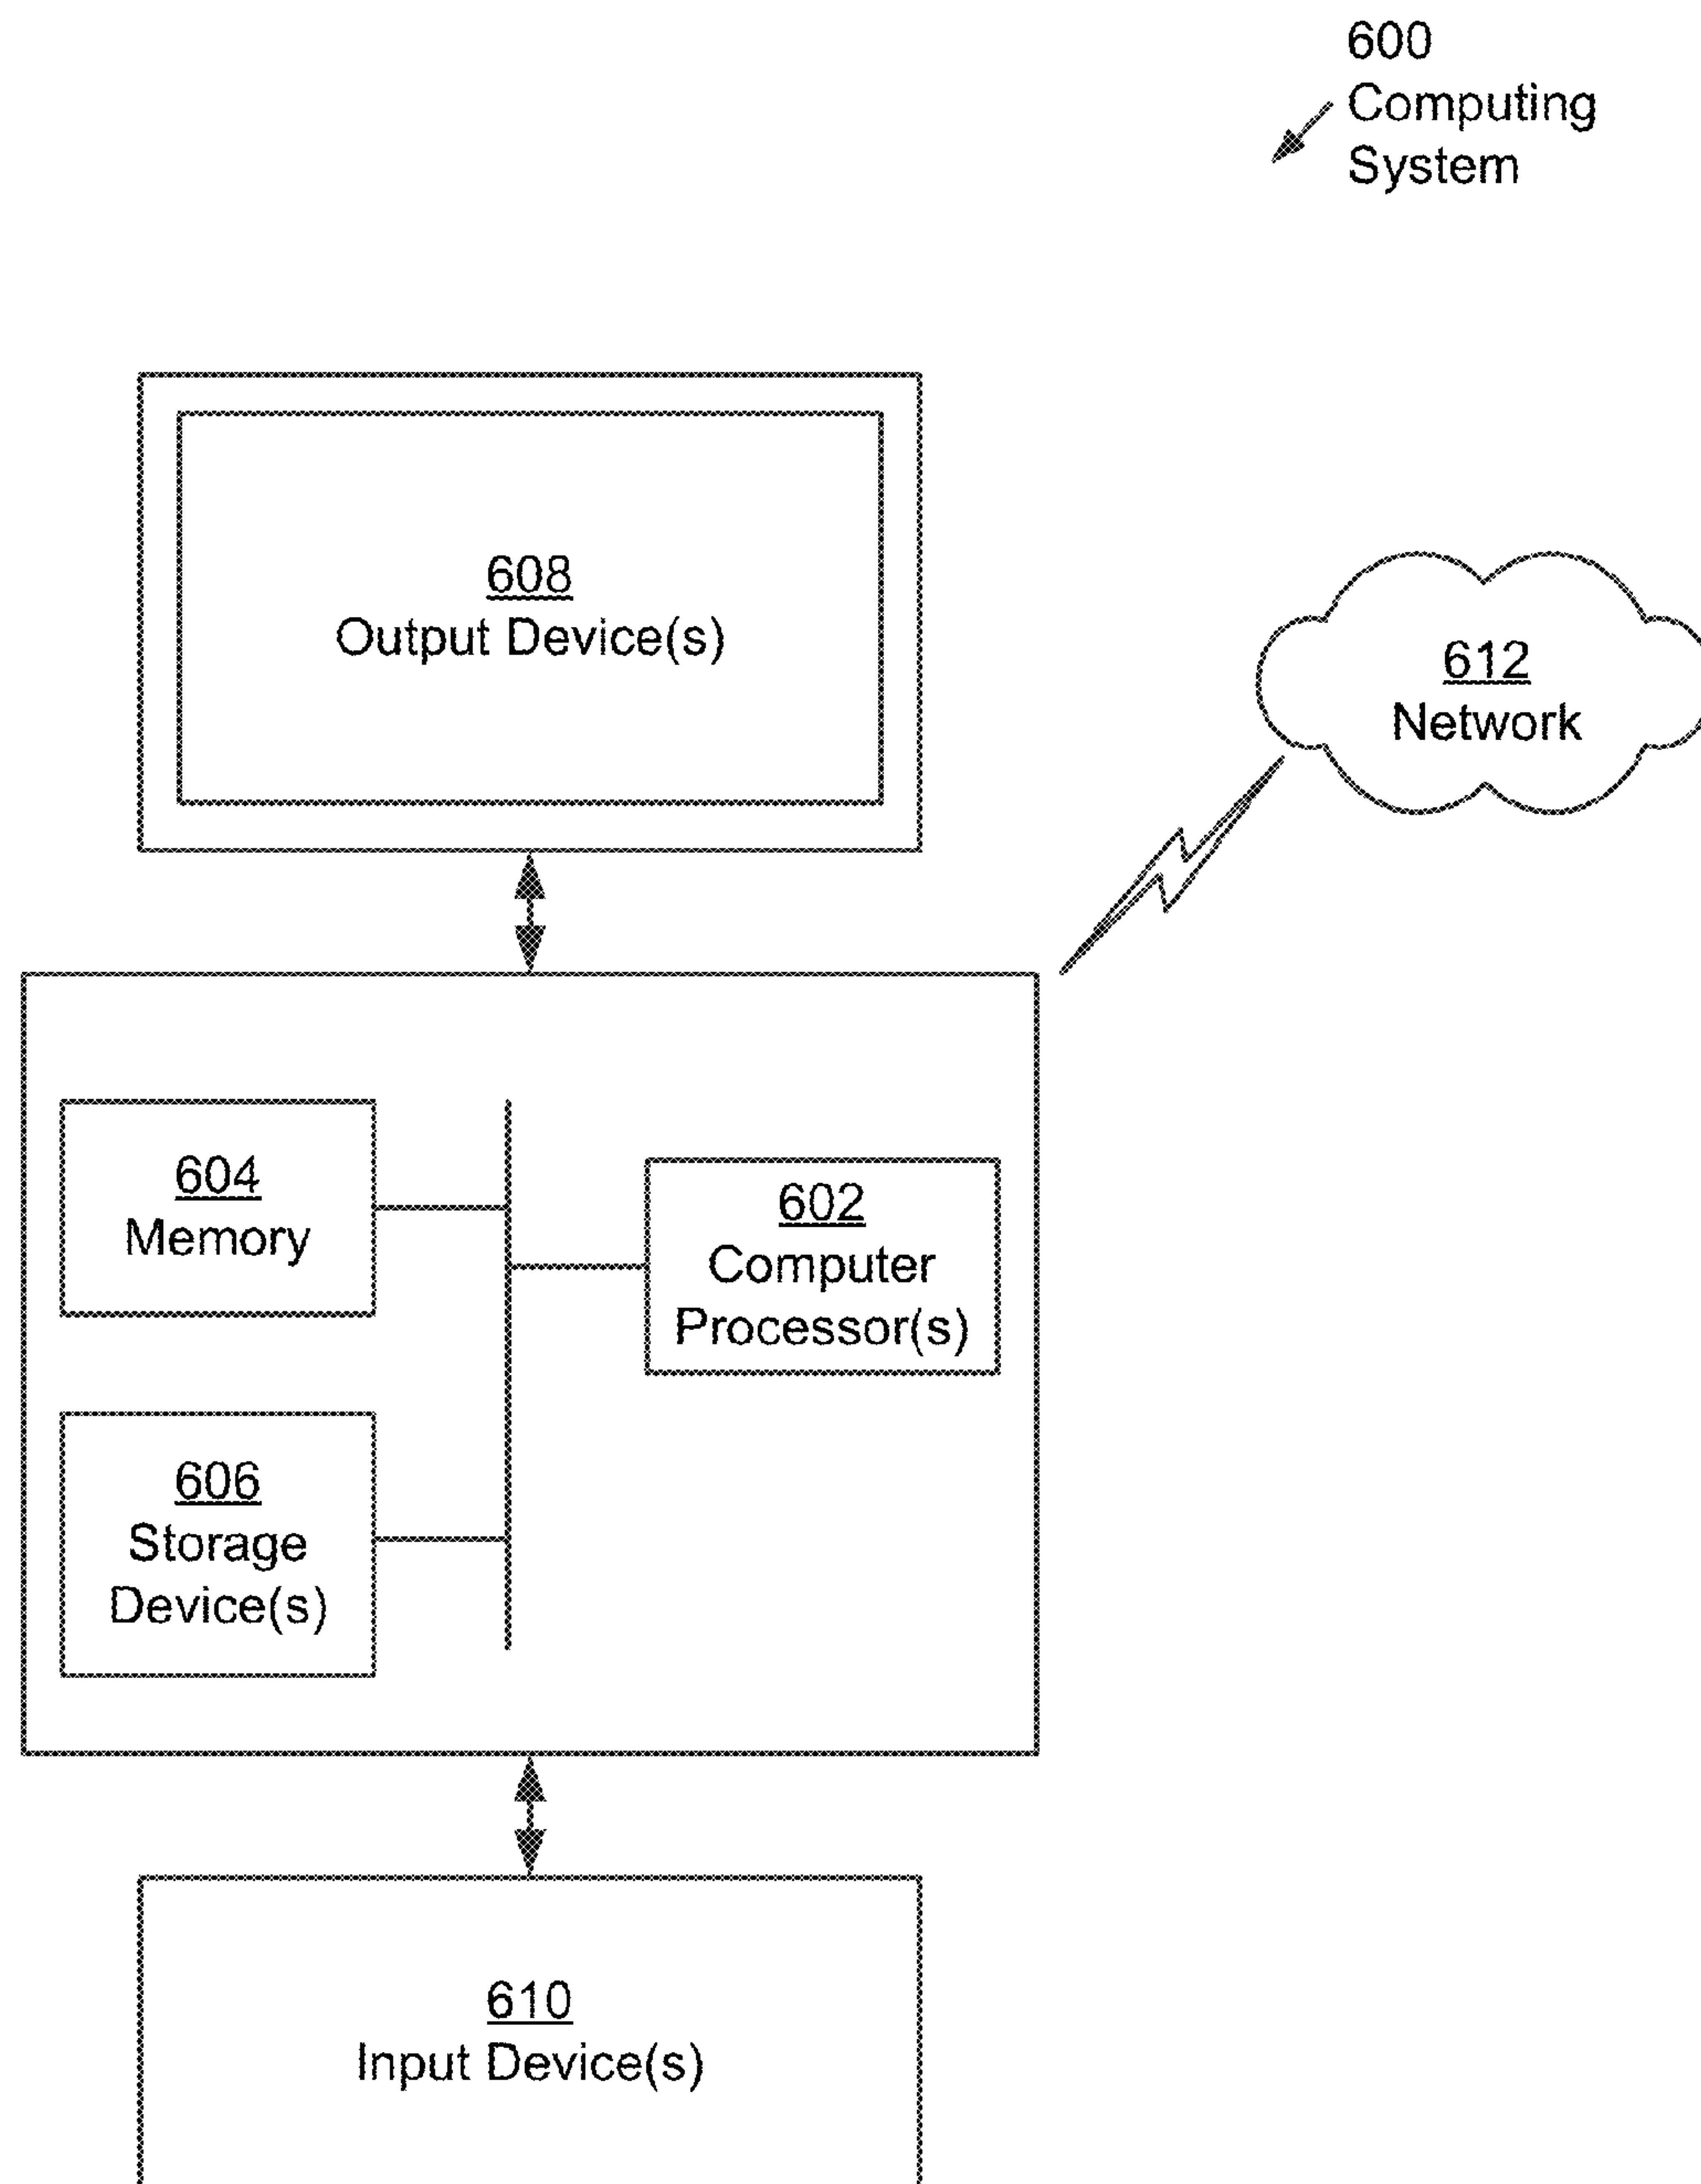 600
Computing
System
608
Output Device(s)
612
Network
604
Memory
602
Computer
Processor(s)
606
Storage
Device(s)
610
Input Device(s)